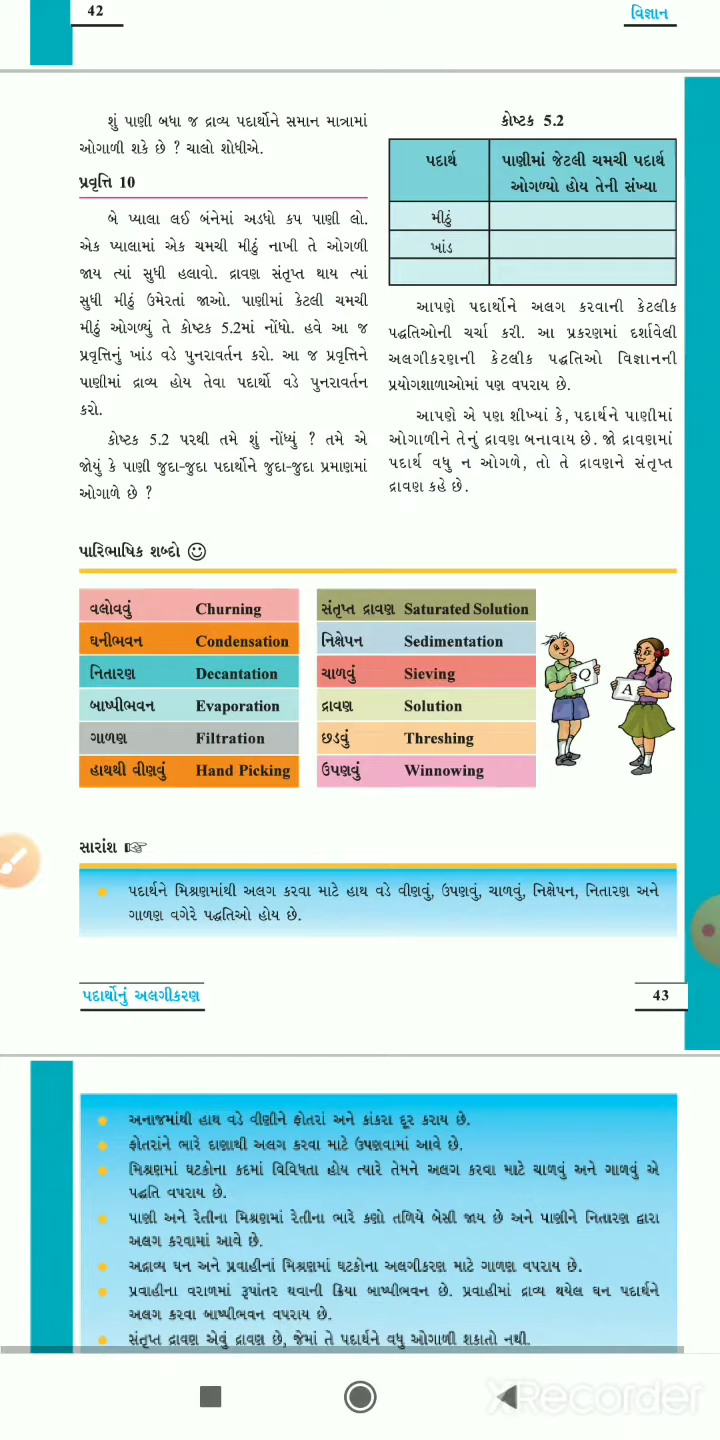 42
વિજ્ઞાન
શું પાણી બધા જ દ્રાવ્ય પદાર્થોને સમાન માત્રામાં
ઓગાળી શકે છે ? ચાલો શોધીએ.
પ્રવૃત્તિ 10
બે પ્યાલા લઈ બંનેમાં અડધો કપ પાણી લો.
એક પ્યાલામાં એક ચમચી મીઠું નાખી તે ઓગળી
જાય ત્યાં સુધી હલાવો. દ્રાવણ સંતૃપ્ત થાય ત્યાં
સુધી મીઠું ઉમેરતાં જાઓ. પાણીમાં કેટલી ચમચી
મીઠું ઓગળ્યું તે કોષ્ટક 5.2માં નોંધો. હવે આ જ
પ્રવૃત્તિનું ખાંડ વડે પુનરાવર્તન કરો. આ જ પ્રવૃત્તિને
પાણીમાં દ્રાવ્ય હોય તેવા પદાર્થો વડે પુનરાવર્તન
કરો.
કોષ્ટક 5.2 પરથી તમે શું નોંધ્યું ? તમે એ
જોયું કે પાણી જુદા-જુદા પદાર્થોને જુદા-જુદા પ્રમાણમાં
ઓગાળે છે ?
કોષ્ટક 5.2
પદાર્થ
પાણીમાં જેટલી ચમચી પદાર્થ
ઓગળ્યો હોય તેની સંખ્યા
મીઠું
ખાંડ
આપણે પદાર્થોને અલગ કરવાની કેટલીક
પદ્ધતિઓની ચર્ચા કરી. આ પ્રકરણમાં દર્શાવેલી
અલગીકરણની કેટલીક પદ્ધતિઓ વિજ્ઞાનની
પ્રયોગશાળાઓમાં પણ વપરાય છે.
આપણે એ પણ શીખ્યાં કે, પદાર્થને પાણીમાં
ઓગાળીને તેનું દ્રાવણ બનાવાય છે. જો દ્રાવણમાં
પદાર્થ વધુ ન ઓગળે, તો તે દ્રાવણને સંતૃપ્ત
દ્રાવણ કહે છે.
પારિભાષિક શબ્દો
વલોવવું Churning
ઘનીભવન Condensation
નિતારણ Decantation
બાષ્પીભવન Evaporation
ગાળણ Filtration
હાથથી વીણવું Hand Picking
સંતૃપ્ત દ્રાવણ Saturated Solution
નિક્ષેપન Sedimentation
ચાળવું Sieving
દ્રાવણ Solution
છડવું Threshing
ઉપણવું Winnowing
Q
A
સારાંશ
પદાર્થને મિશ્રણમાંથી અલગ કરવા માટે હાથ વડે વીણવું, ઉપણવું, ચાળવું, નિક્ષેપન, નિતારણ અને
ગાળણ વગેરે પદ્ધતિઓ હોય છે.
પદાર્થોનું અલગીકરણ
43
અનાજમાંથી હાથ વડે વીણીને ફોતરાં અને કાંકરા દૂર કરાય છે.
ફોતરાંને ભારે દાણાથી અલગ કરવા માટે ઉપણવામાં આવે છે.
મિશ્રણમાં ઘટકોના કદમાં વિવિધતા હોય ત્યારે તેમને અલગ કરવા માટે ચાળવું અને ગાળવું એ
પદ્ધતિ વપરાય છે.
પાણી અને રેતીના મિશ્રણમાં રેતીના ભારે કણો તળિયે બેસી જાય છે અને પાણીને નિતારણ દ્વારા
અલગ કરવામાં આવે છે.
અદ્રાવ્ય ઘન અને પ્રવાહીનાં મિશ્રણમાં ઘટકોના અલગીકરણ માટે ગાળણ વપરાય છે.
પ્રવાહીના વરાળમાં રૂપાંતર થવાની ક્રિયા બાષ્પીભવન છે. પ્રવાહીમાં દ્રાવ્ય થયેલ ઘન પદાર્થને
અલગ કરવા બાષ્પીભવન વપરાય છે.
સંતૃપ્ત દ્રાવણ એવું દ્રાવણ છે, જેમાં તે પદાર્થને વધુ ઓગાળી શકાતો નથી.
XRecorder